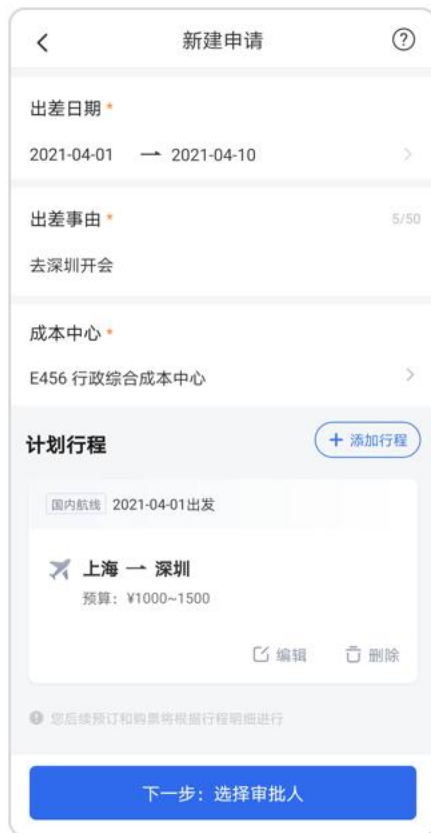 新建申请
出差日期 *
2021-04-01 → 2021-04-10
出差事由 * 5/50
去深圳开会
成本中心 *
E456 行政综合成本中心
计划行程 + 添加行程
国内航线 2021-04-01出发
上海 → 深圳
预算：¥1000~1500
编辑 删除
您后续预订和购票将根据行程明细进行
下一步：选择审批人